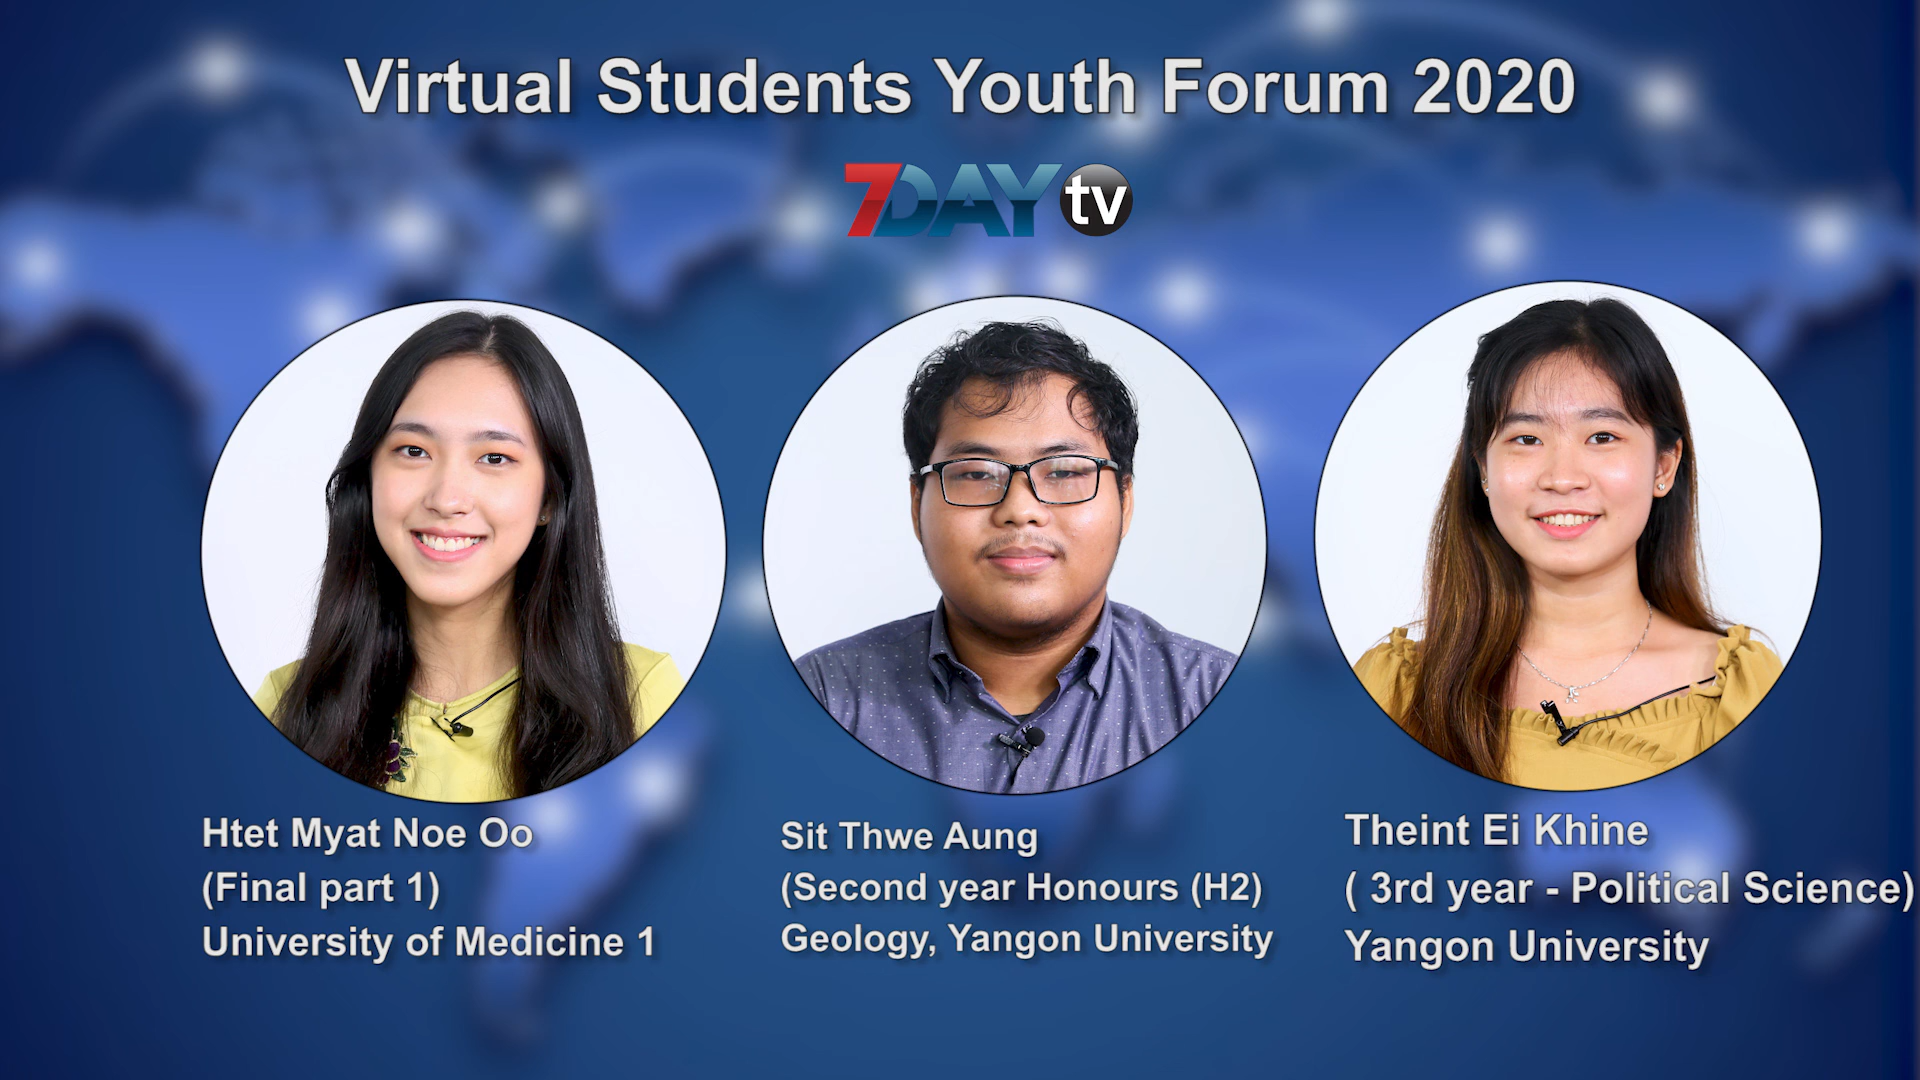 Virtual Students Youth Forum 2020
7DAY tv
Htet Myat Noe Oo
(Final part 1)
University of Medicine 1
Sit Thwe Aung
(Second year Honours (H2)
Geology, Yangon University
Theint Ei Khine
( 3rd year - Political Science)
Yangon University